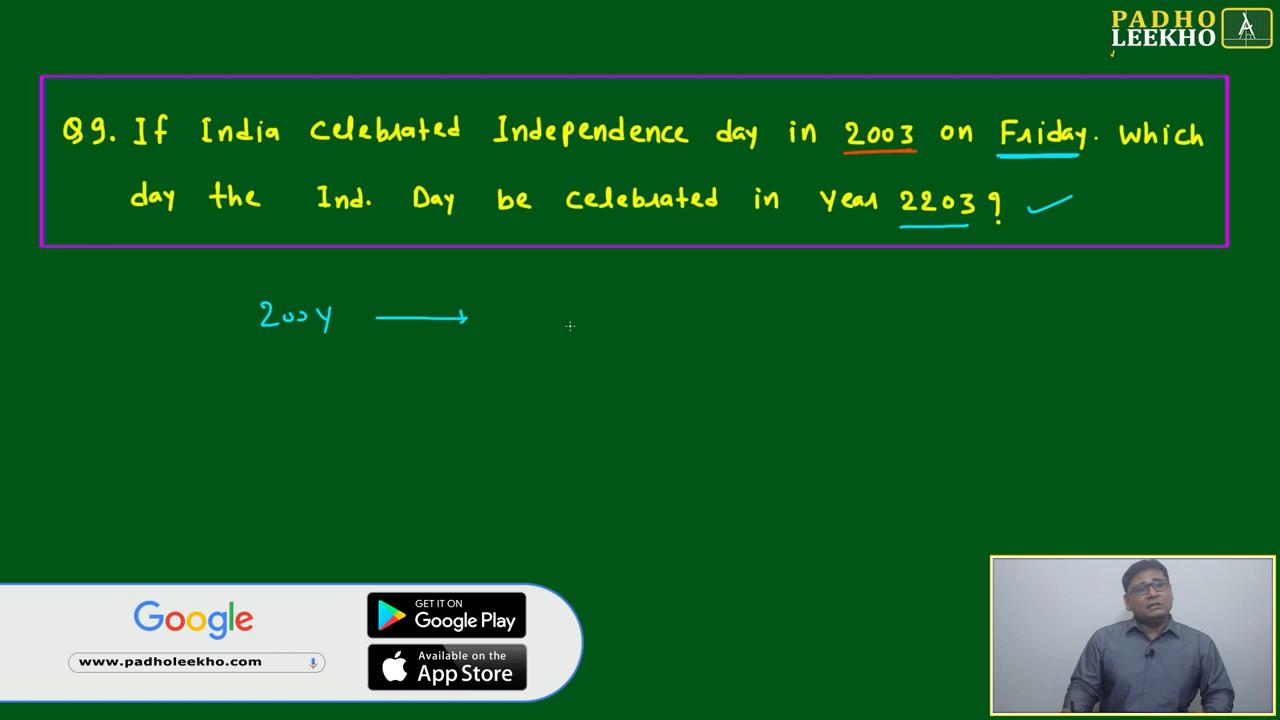 PADHO
LEEKHO
Q9. If India celebrated Independence day in 2003 on Friday. Which
day the Ind. Day be celebrated in Year 2203?
200Y
Google
www.padholeekho.com
GET IT ON
Google Play
Available on the
App Store